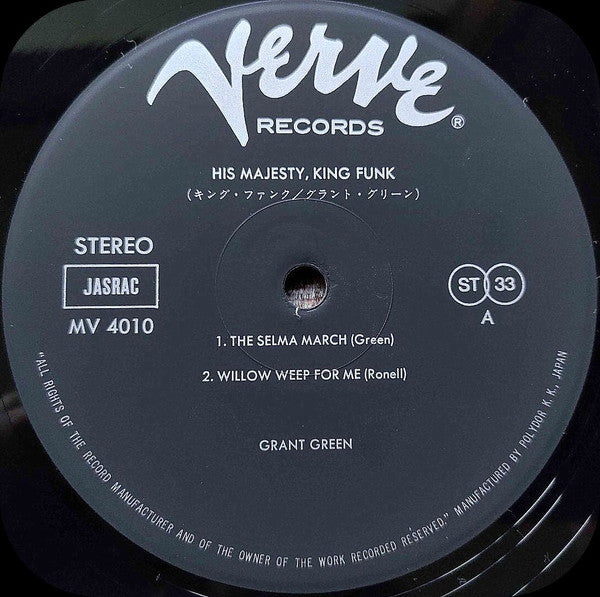 Verve
RECORDS ®
HIS MAJESTY, KING FUNK
(キング・ファンク／グラント・グリーン)
STEREO
JASRAC
MV 4010
ST 33
A
1. THE SELMA MARCH (Green)
2. WILLOW WEEP FOR ME (Ronell)
GRANT GREEN
"ALL RIGHTS OF THE RECORD MANUFACTURER AND OF THE OWNER OF THE WORK RECORDED RESERVED." MANUFACTURED BY POLYDOR K. K., JAPAN